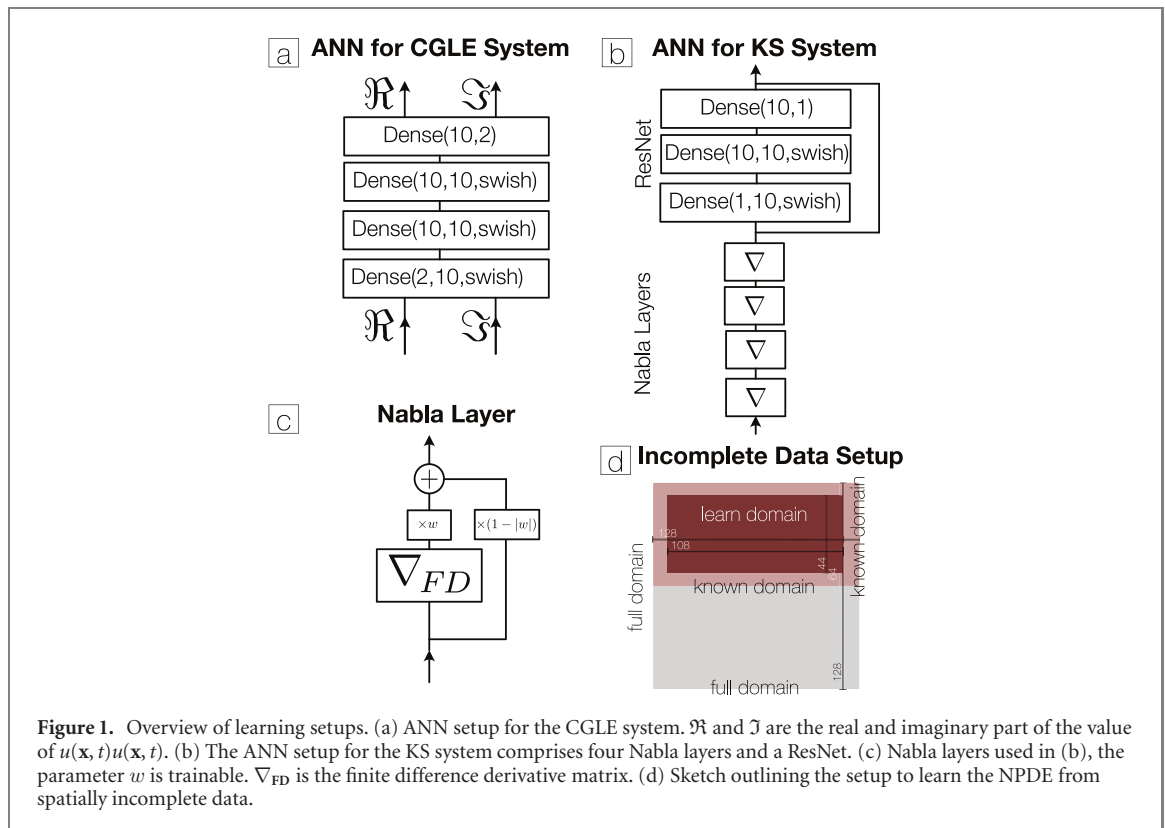 a ANN for CGLE System
ℜ ℑ
Dense(10,2)
Dense(10,10,swish)
Dense(10,10,swish)
Dense(2,10,swish)
ℜ ℑ
b ANN for KS System
ResNet
Dense(10,1)
Dense(10,10,swish)
Dense(1,10,swish)
Nabla Layers
∇
∇
∇
∇
c Nabla Layer
+
×w
×(1 − |w|)
∇FD
d Incomplete Data Setup
learn domain
128
108
44
64
known domain
known domain
full domain
128
full domain
Figure 1. Overview of learning setups. (a) ANN setup for the CGLE system. ℜ and ℑ are the real and imaginary part of the value
of u(x, t)u(x, t). (b) The ANN setup for the KS system comprises four Nabla layers and a ResNet. (c) Nabla layers used in (b), the
parameter w is trainable. ∇FD is the finite difference derivative matrix. (d) Sketch outlining the setup to learn the NPDE from
spatially incomplete data.